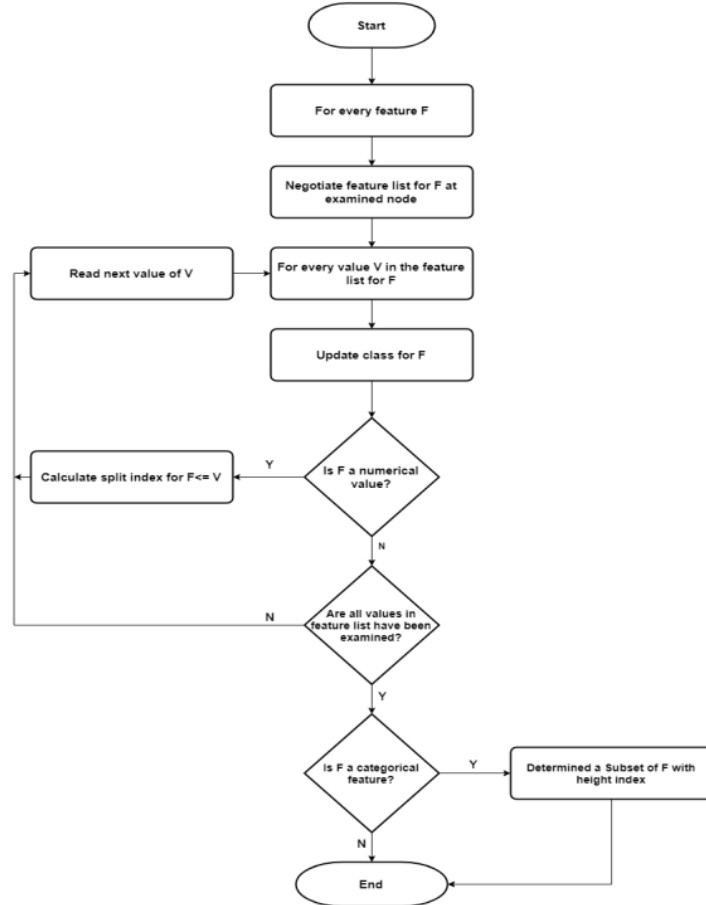 Start
For every feature F
Negotiate feature list for F at
examined node
Read next value of V
For every value V in the feature
list for F
Update class for F
Is F a numerical
value?
Y
Calculate split index for F<= V
N
Are all values in
feature list have been
examined?
N
Y
Is F a categorical
feature?
Y
Determined a Subset of F with
height index
N
End